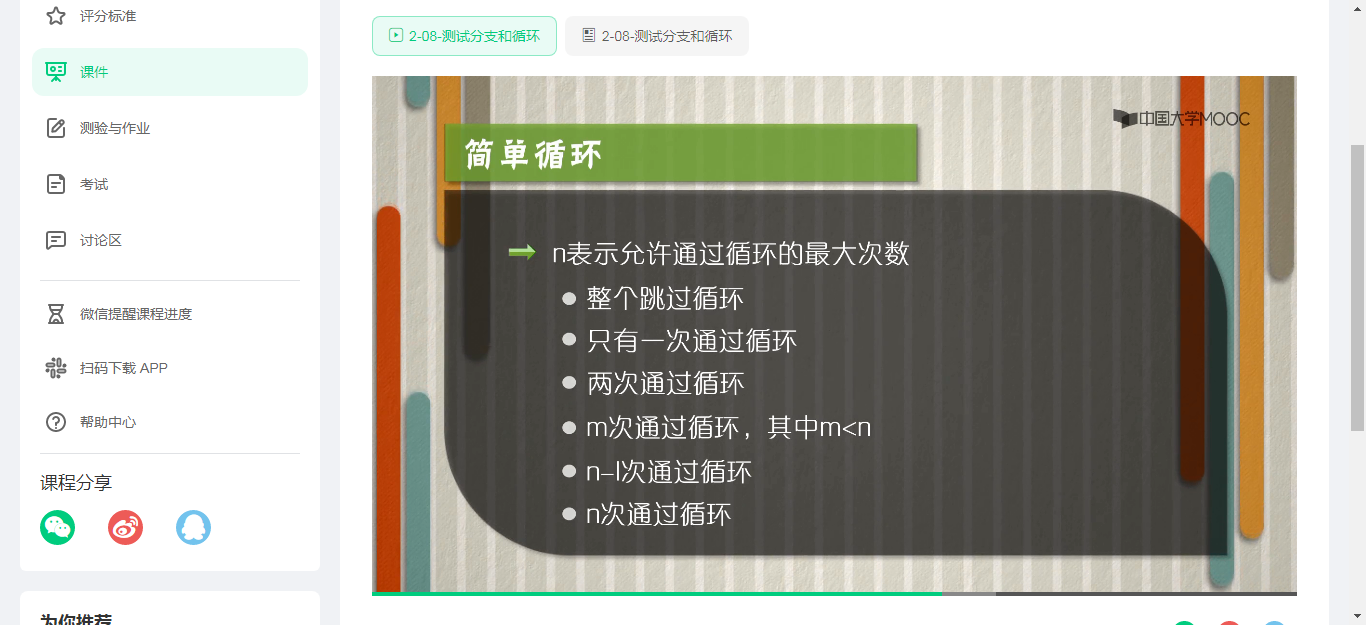 评分标准
课件
测验与作业
考试
讨论区
微信提醒课程进度
扫码下载 APP
帮助中心
课程分享
为你推荐
2-08-测试分支和循环
2-08-测试分支和循环
中国大学MOOC
简单循环
n表示允许通过循环的最大次数
整个跳过循环
只有一次通过循环
两次通过循环
m次通过循环，其中m<n
n-1次通过循环
n次通过循环